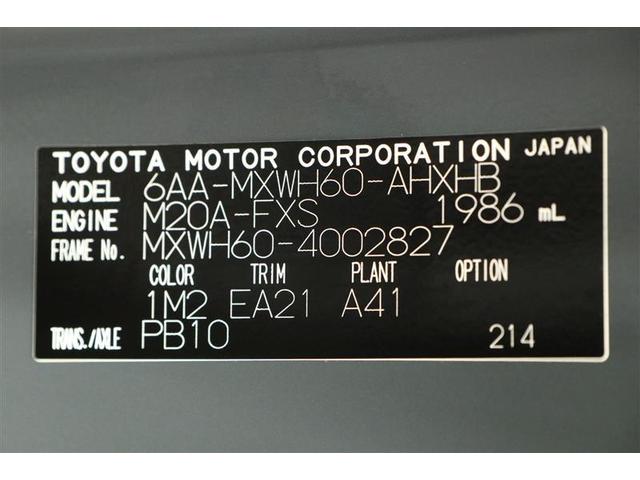 TOYOTA MOTOR CORPORATION JAPAN
MODEL 6AA-MXWH60-AHXHB
ENGINE M20A-FXS 1986 mL
FRAME No. MXWH60-4002827
COLOR TRIM PLANT OPTION
1M2 EA21 A41
TRANS./AXLE PB10 214